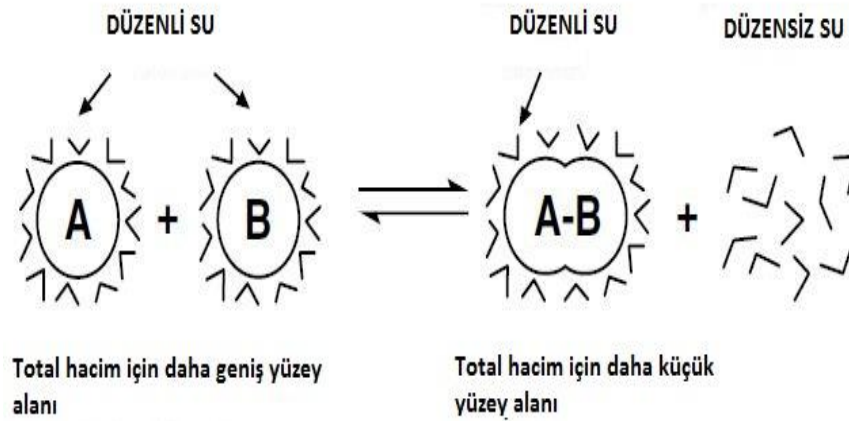 DÜZENLİ SU
DÜZENLİ SU
DÜZENSİZ SU
A + B
A-B +
Total hacim için daha geniş yüzey
alanı
Total hacim için daha küçük
yüzey alanı